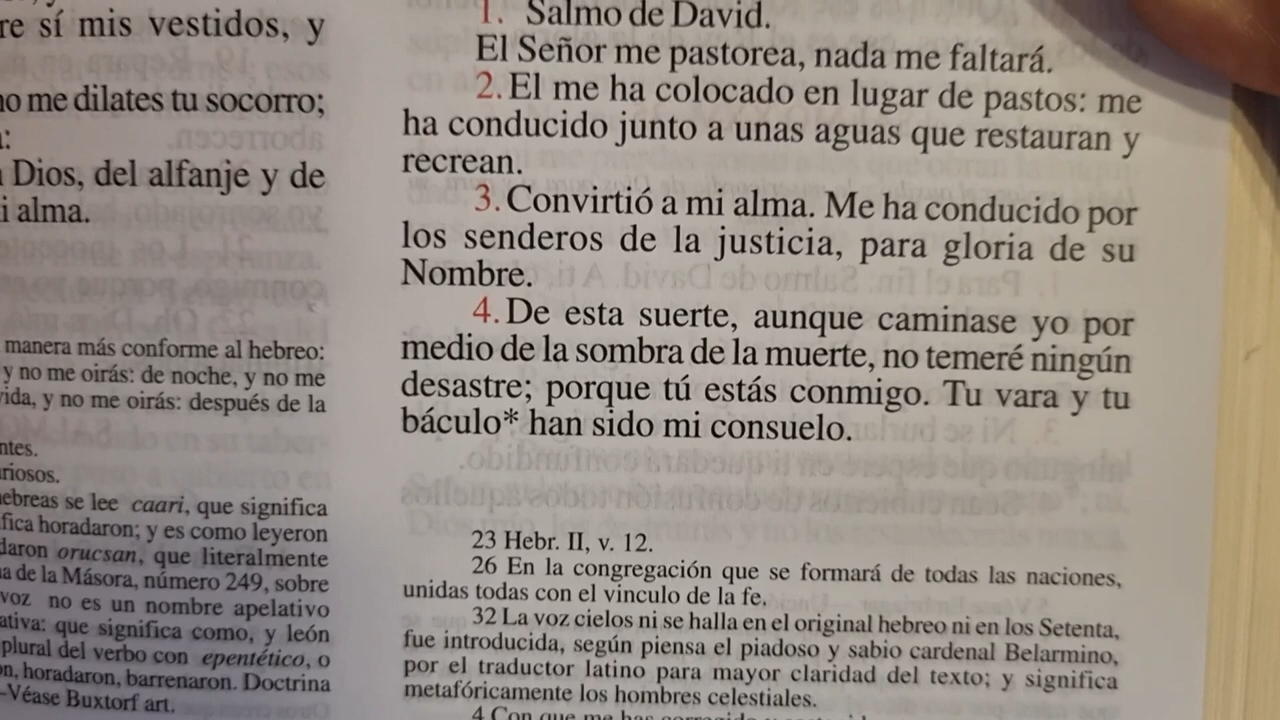 re sí mis vestidos, y
no me dilates tu socorro;
Dios, del alfanje y de
i alma.
manera más conforme al hebreo:
y no me oirás: de noche, y no me
vida, y no me oirás: después de la
ntes.
riosos.
ebreas se lee caari, que significa
fica horadaron; y es como leyeron
daron orucsan, que literalmente
a de la Másora, número 249, sobre
voz no es un nombre apelativo
ativa: que significa como, y león
plural del verbo con epentético, o
on, horadaron, barrenaron. Doctrina
-Véase Buxtorf art.
1. Salmo de David.
El Señor me pastorea, nada me faltará.
2. El me ha colocado en lugar de pastos: me
ha conducido junto a unas aguas que restauran y
recrean.
3. Convirtió a mi alma. Me ha conducido por
los senderos de la justicia, para gloria de su
Nombre.
4. De esta suerte, aunque caminase yo por
medio de la sombra de la muerte, no temeré ningún
desastre; porque tú estás conmigo. Tu vara y tu
báculo* han sido mi consuelo.
23 Hebr. II, v. 12.
26 En la congregación que se formará de todas las naciones,
unidas todas con el vinculo de la fe.
32 La voz cielos ni se halla en el original hebreo ni en los Setenta,
fue introducida, según piensa el piadoso y sabio cardenal Belarmino,
por el traductor latino para mayor claridad del texto; y significa
metafóricamente los hombres celestiales.
4 Con que me has